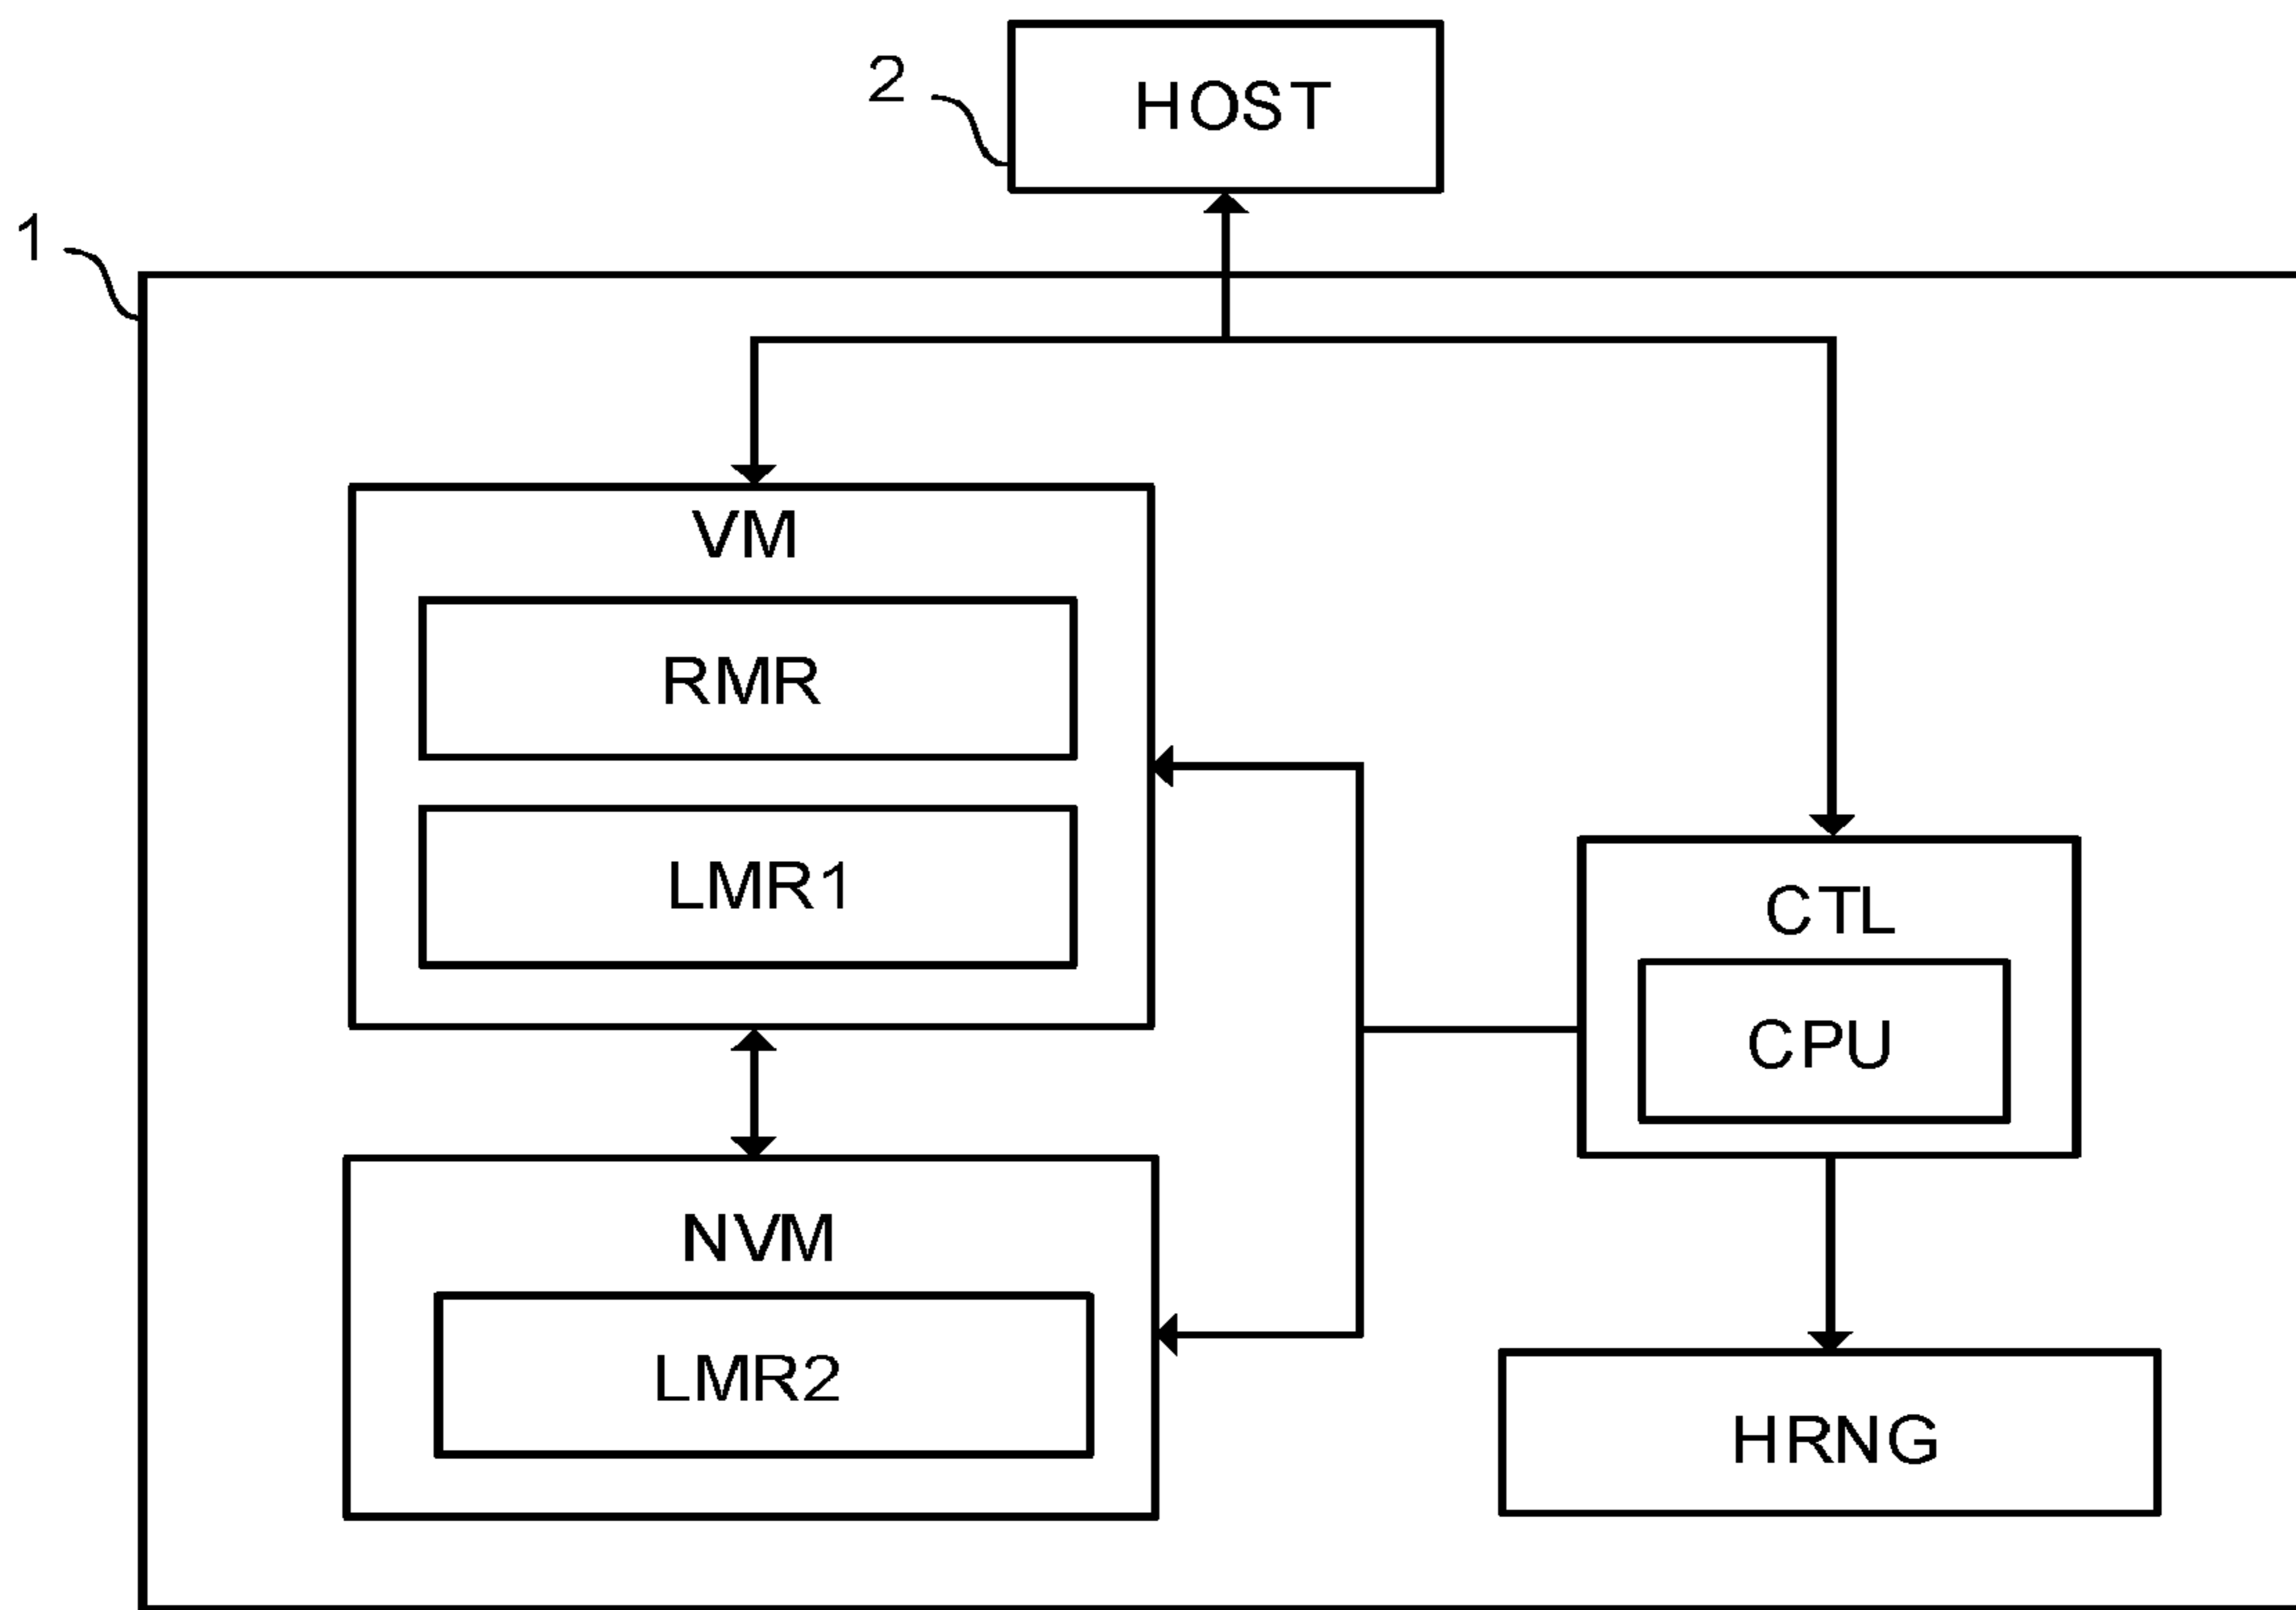 2
HOST
1
VM
RMR
LMR1
CTL
CPU
NVM
LMR2
HRNG